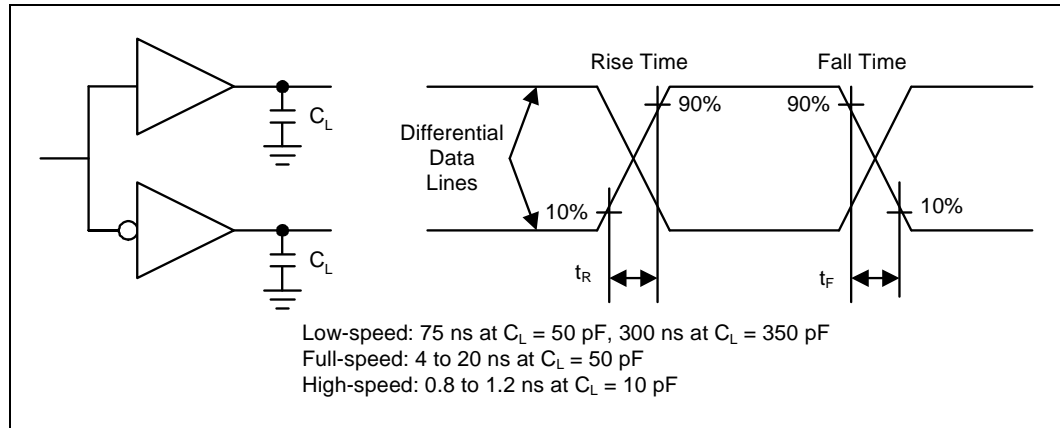 Rise Time
Fall Time
C_L
90%
90%
Differential
Data
Lines
10%
10%
C_L
t_R
t_F
Low-speed: 75 ns at C_L = 50 pF, 300 ns at C_L = 350 pF
Full-speed: 4 to 20 ns at C_L = 50 pF
High-speed: 0.8 to 1.2 ns at C_L = 10 pF